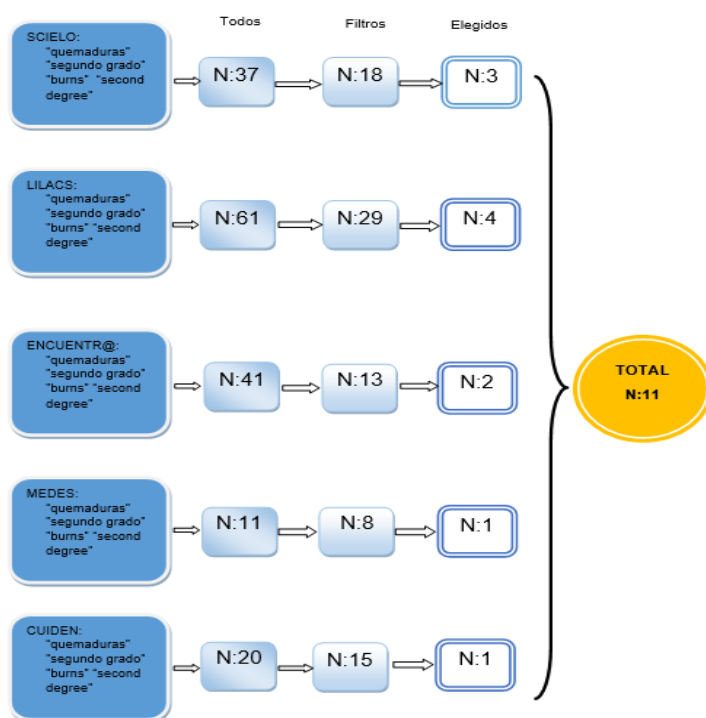 Todos
Filtros
Elegidos
SCIELO:
“quemaduras”
“segundo grado”
“burns” “second
degree”
N:37
N:18
N:3
LILACS:
“quemaduras”
“segundo grado”
“burns” “second
degree”
N:61
N:29
N:4
ENCUENTR@:
“quemaduras”
“segundo grado”
“burns” “second
degree”
N:41
N:13
N:2
TOTAL
N:11
MEDES:
“quemaduras”
“segundo grado”
“burns” “second
degree”
N:11
N:8
N:1
CUIDEN:
“quemaduras”
“segundo grado”
“burns” “second
degree”
N:20
N:15
N:1